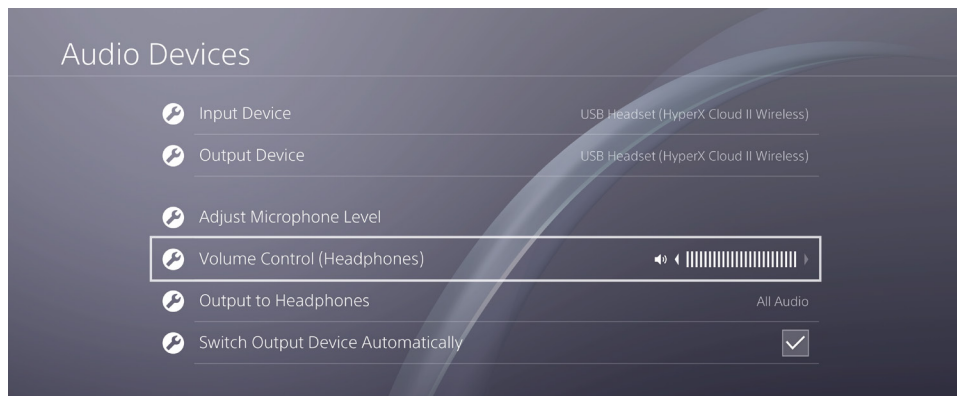 Audio Devices
Input Device USB Headset (HyperX Cloud II Wireless)
Output Device USB Headset (HyperX Cloud II Wireless)
Adjust Microphone Level
Volume Control (Headphones)
Output to Headphones All Audio
Switch Output Device Automatically